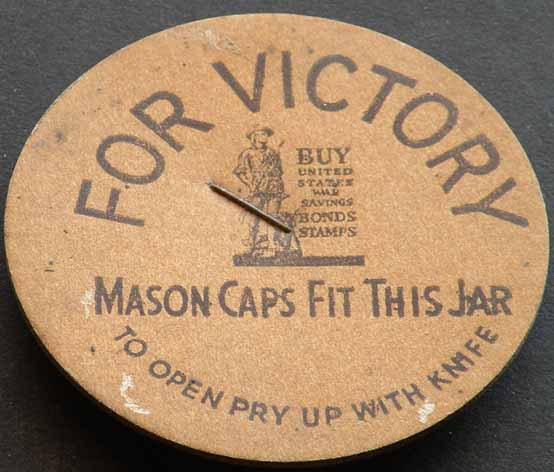 FOR VICTORY
BUY
UNITED
STATES
WAR
SAVINGS
BONDS
STAMPS
MASON CAPS FIT THIS JAR
TO OPEN PRY UP WITH KNIFE